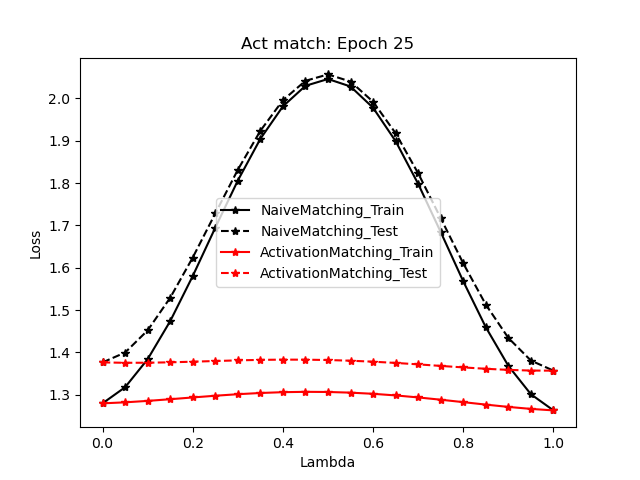 Act match: Epoch 25
Loss
2.0
1.9
1.8
1.7
1.6
1.5
1.4
1.3
NaiveMatching_Train
NaiveMatching_Test
ActivationMatching_Train
ActivationMatching_Test
0.0 0.2 0.4 0.6 0.8 1.0
Lambda